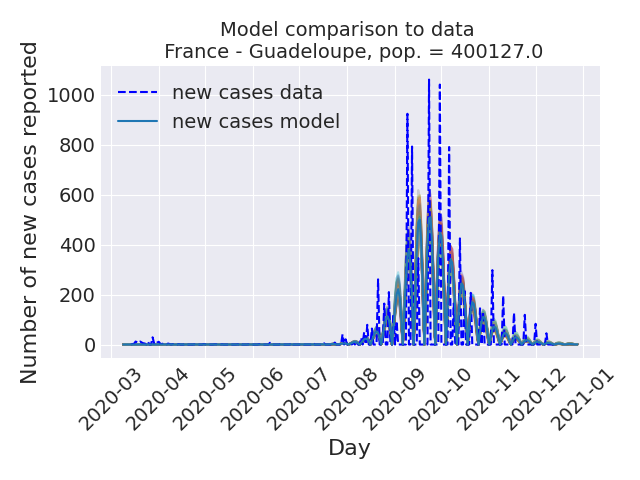 Model comparison to data
France - Guadeloupe, pop. = 400127.0
Number of new cases reported
1000
800
600
400
200
0
new cases data
new cases model
2020-03
2020-04
2020-05
2020-06
2020-07
2020-08
2020-09
2020-10
2020-11
2020-12
2021-01
Day